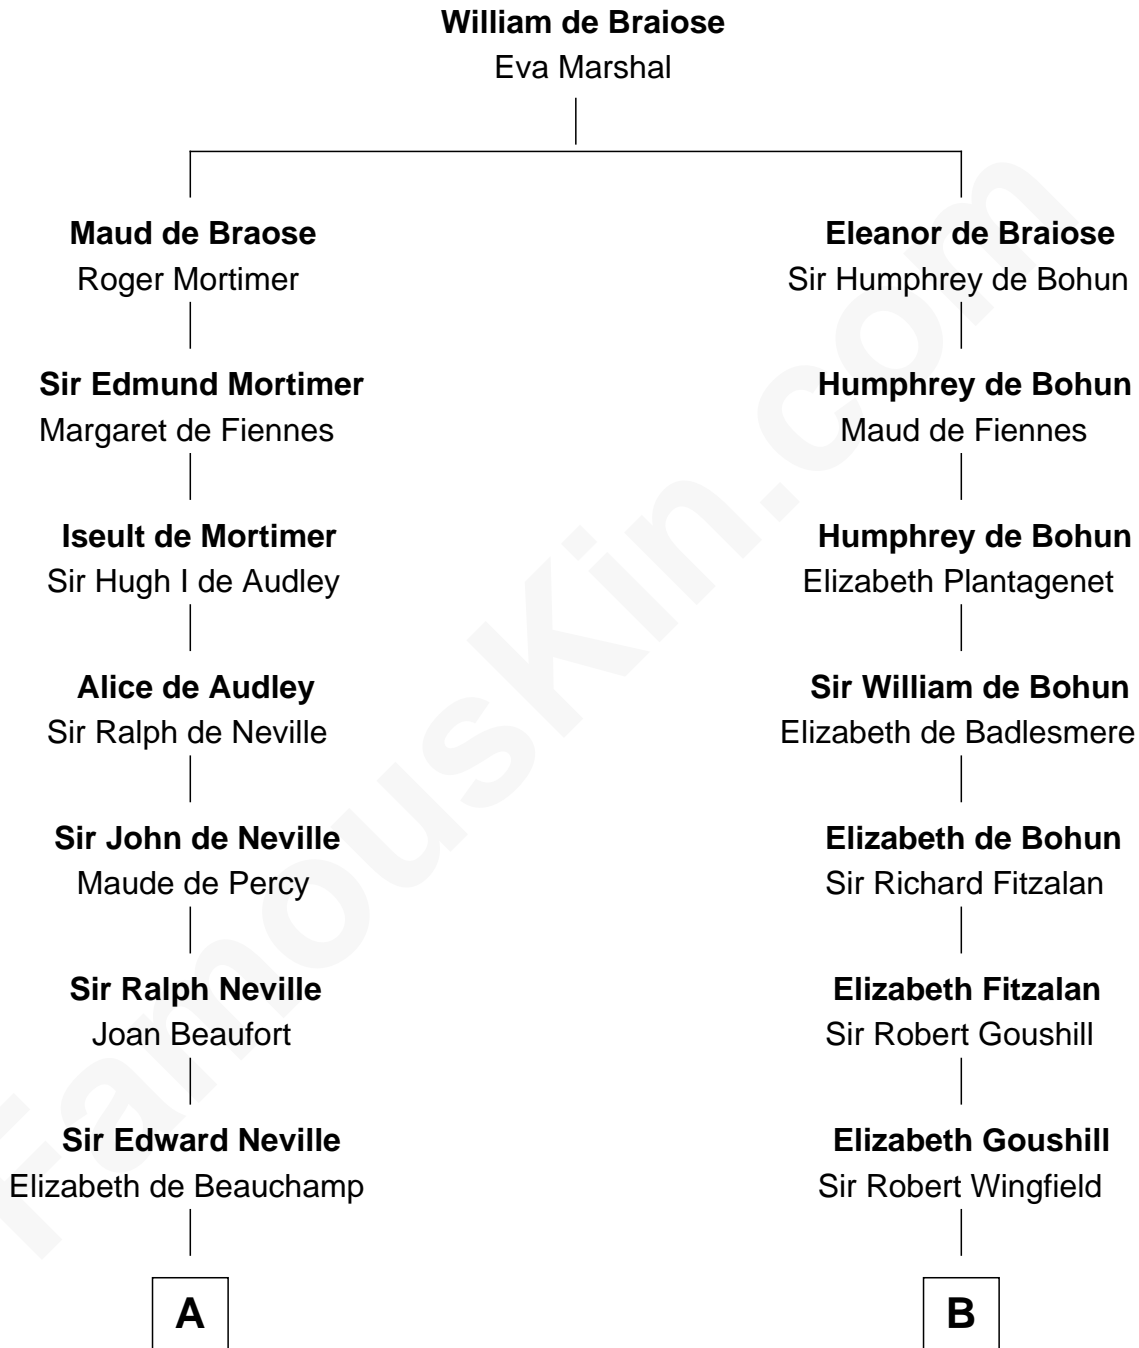 William de Braiose
Eva Marshal
Maud de Braose
Roger Mortimer
Eleanor de Braiose
Sir Humphrey de Bohun
Sir Edmund Mortimer
Margaret de Fiennes
Humphrey de Bohun
Maud de Fiennes
Iseult de Mortimer
Sir Hugh I de Audley
Humphrey de Bohun
Elizabeth Plantagenet
Alice de Audley
Sir Ralph de Neville
Sir William de Bohun
Elizabeth de Badlesmere
Sir John de Neville
Maude de Percy
Elizabeth de Bohun
Sir Richard Fitzalan
Sir Ralph Neville
Joan Beaufort
Elizabeth Fitzalan
Sir Robert Goushill
Sir Edward Neville
Elizabeth de Beauchamp
Elizabeth Goushill
Sir Robert Wingfield
A
B
FamousKin.com